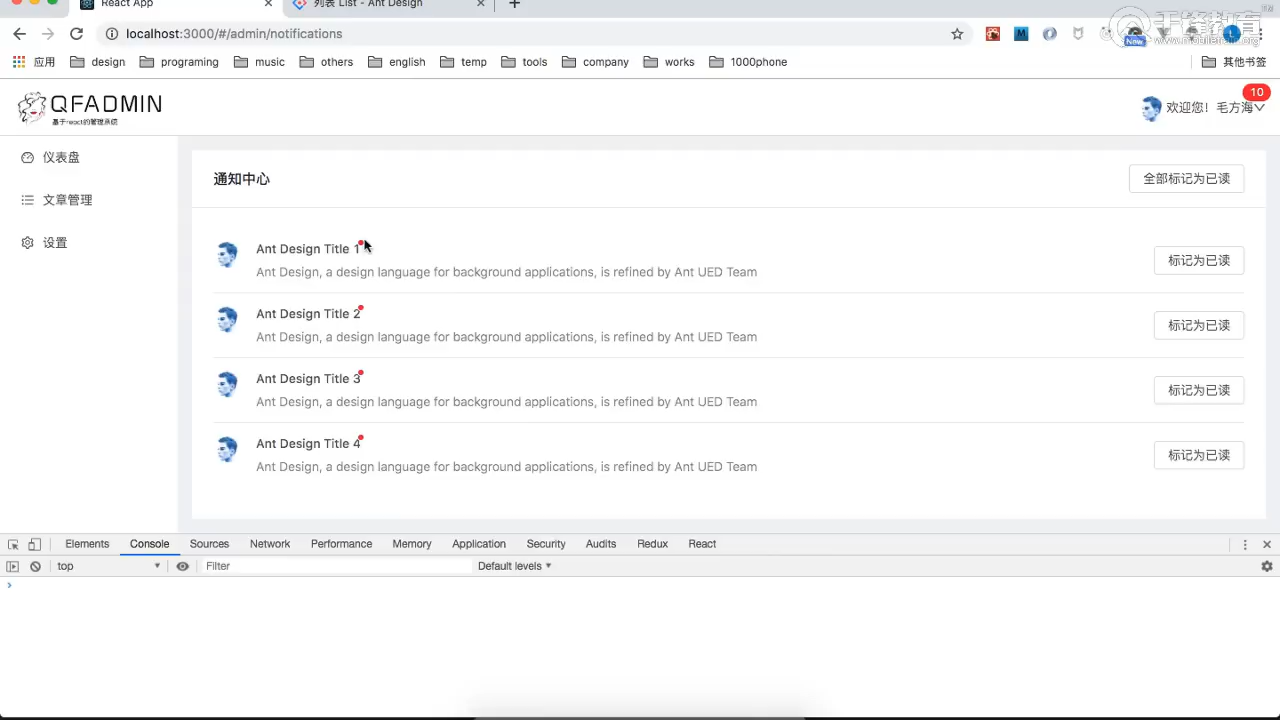 React App
列表 List - Ant Design
localhost:3000/#/admin/notifications
New
千锋教育
www.mobiletrain.org
应用 design programing music others english temp tools company works 1000phone 其他书签
QFADMIN
基于react的管理系统
10
欢迎您！毛方海
仪表盘
文章管理
设置
通知中心
全部标记为已读
Ant Design Title 1
Ant Design, a design language for background applications, is refined by Ant UED Team
标记为已读
Ant Design Title 2
Ant Design, a design language for background applications, is refined by Ant UED Team
标记为已读
Ant Design Title 3
Ant Design, a design language for background applications, is refined by Ant UED Team
标记为已读
Ant Design Title 4
Ant Design, a design language for background applications, is refined by Ant UED Team
标记为已读
Elements Console Sources Network Performance Memory Application Security Audits Redux React
top Filter Default levels